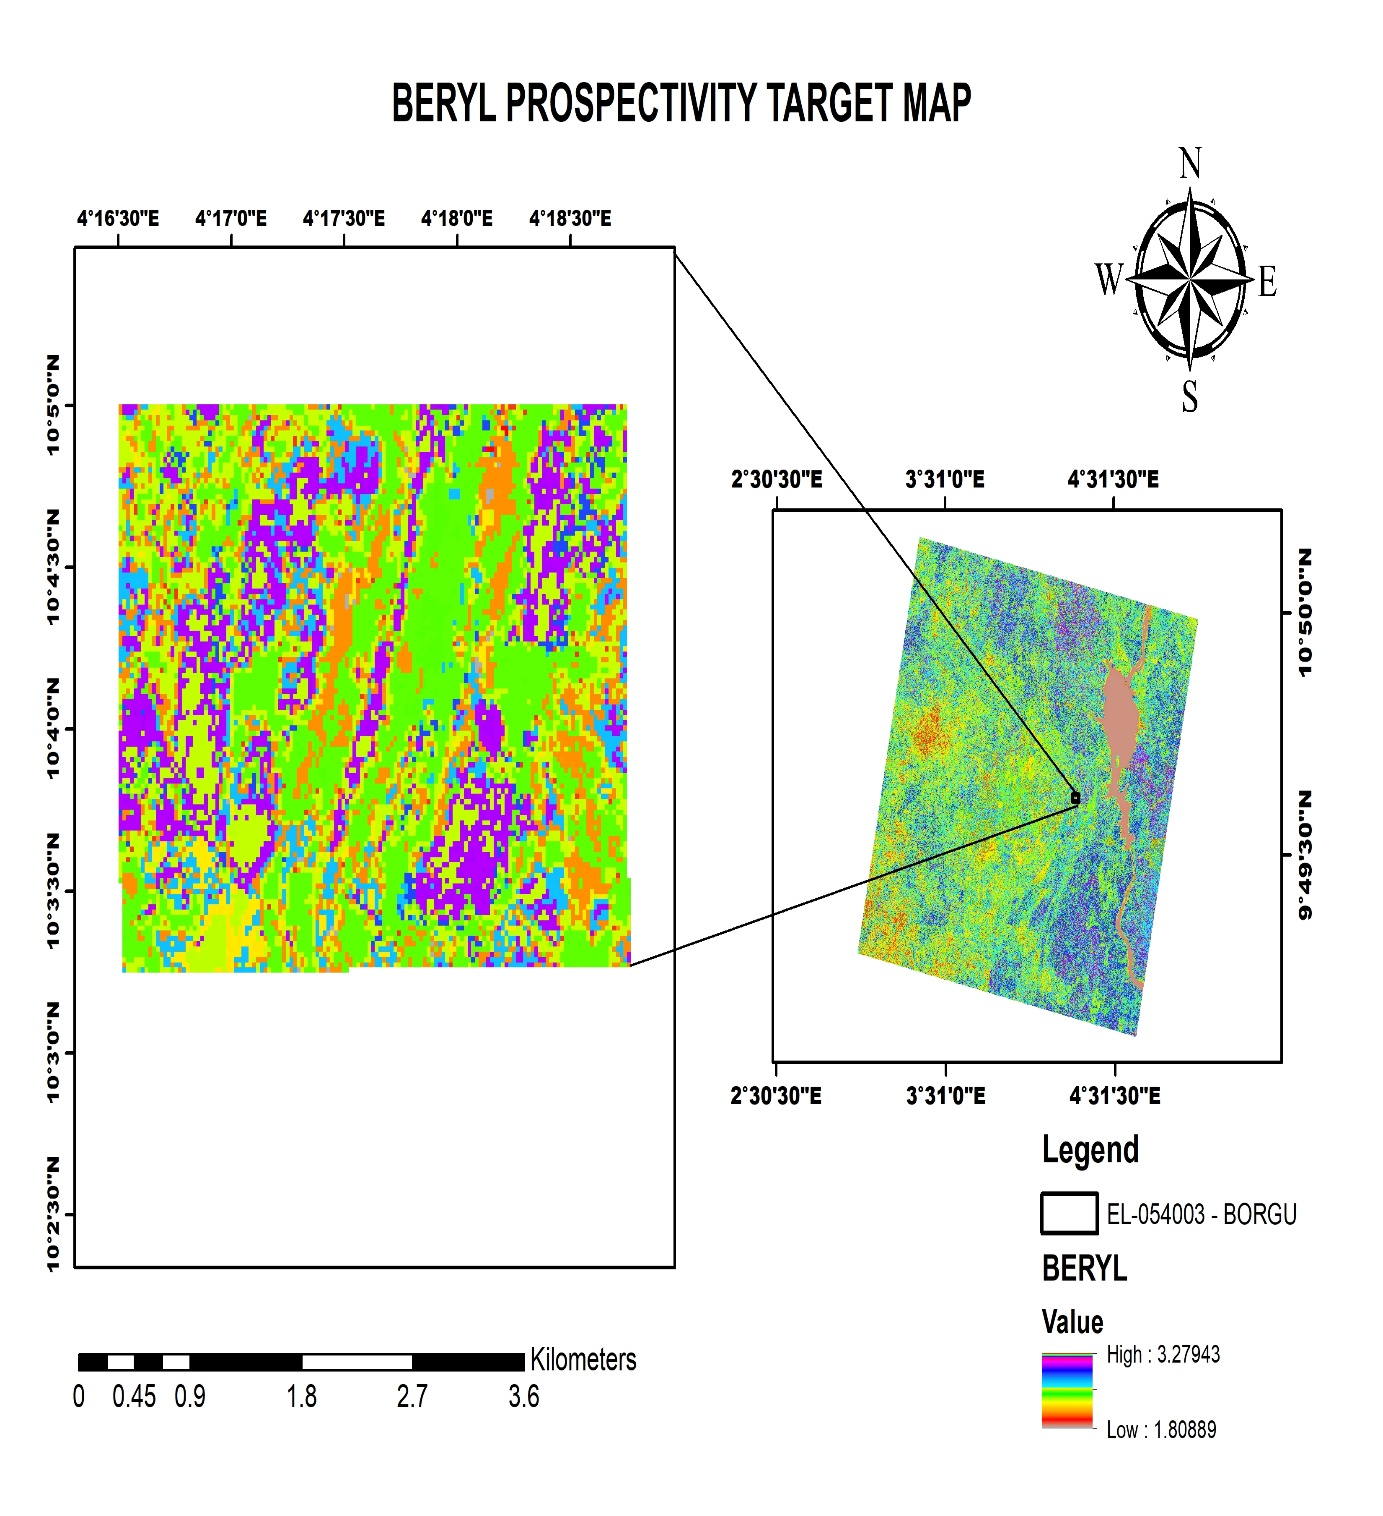 BERYL PROSPECTIVITY TARGET MAP
N
W E
S
4°16'30"E 4°17'0"E 4°17'30"E 4°18'0"E 4°18'30"E
10°5'0"N
10°4'30"N
10°4'0"N
10°3'30"N
10°3'0"N
10°2'30"N
2°30'30"E 3°31'0"E 4°31'30"E
10°50'0"N
9°49'30"N
2°30'30"E 3°31'0"E 4°31'30"E
Legend
EL-054003 - BORGU
BERYL
Value
High : 3.27943
Low : 1.80889
Kilometers
0 0.45 0.9 1.8 2.7 3.6